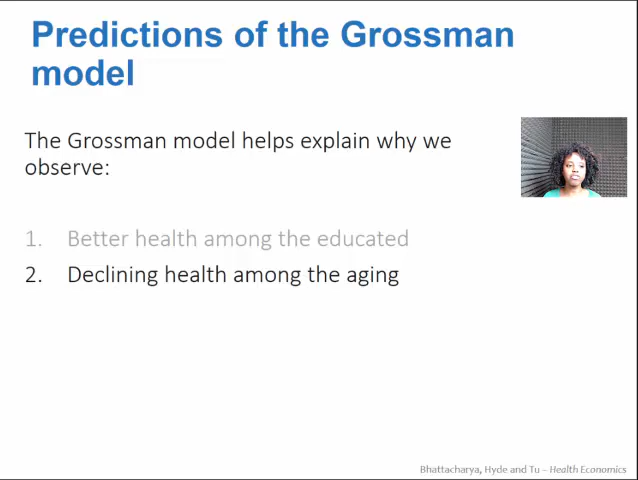 Predictions of the Grossman
model
The Grossman model helps explain why we
observe:
1. Better health among the educated
2. Declining health among the aging
Bhattacharya, Hyde and Tu – Health Economics